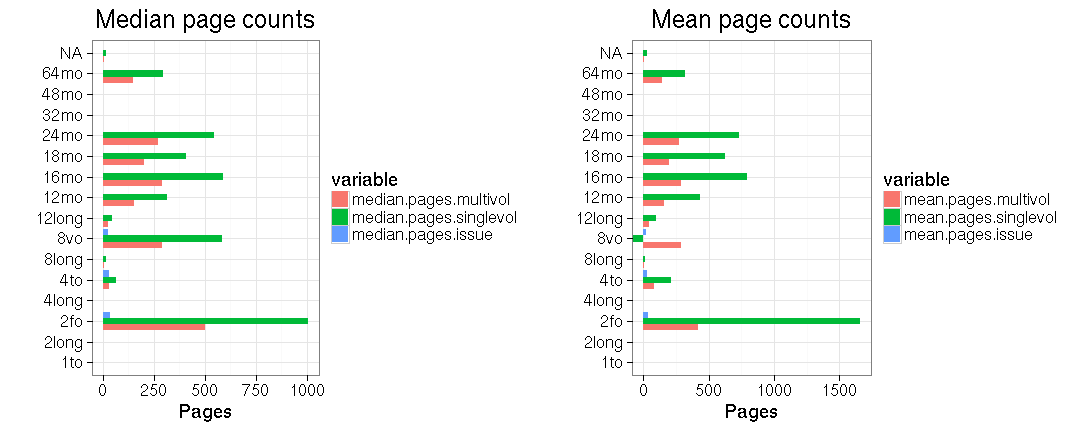 Median page counts
NA
64mo
48mo
32mo
24mo
18mo
16mo
12mo
12long
8vo
8long
4to
4long
2fo
2long
1to
0
250
500
750
1000
Pages
variable
median.pages.multivol
median.pages.singlevol
median.pages.issue
Mean page counts
NA
64mo
48mo
32mo
24mo
18mo
16mo
12mo
12long
8vo
8long
4to
4long
2fo
2long
1to
0
500
1000
1500
Pages
variable
mean.pages.multivol
mean.pages.singlevol
mean.pages.issue